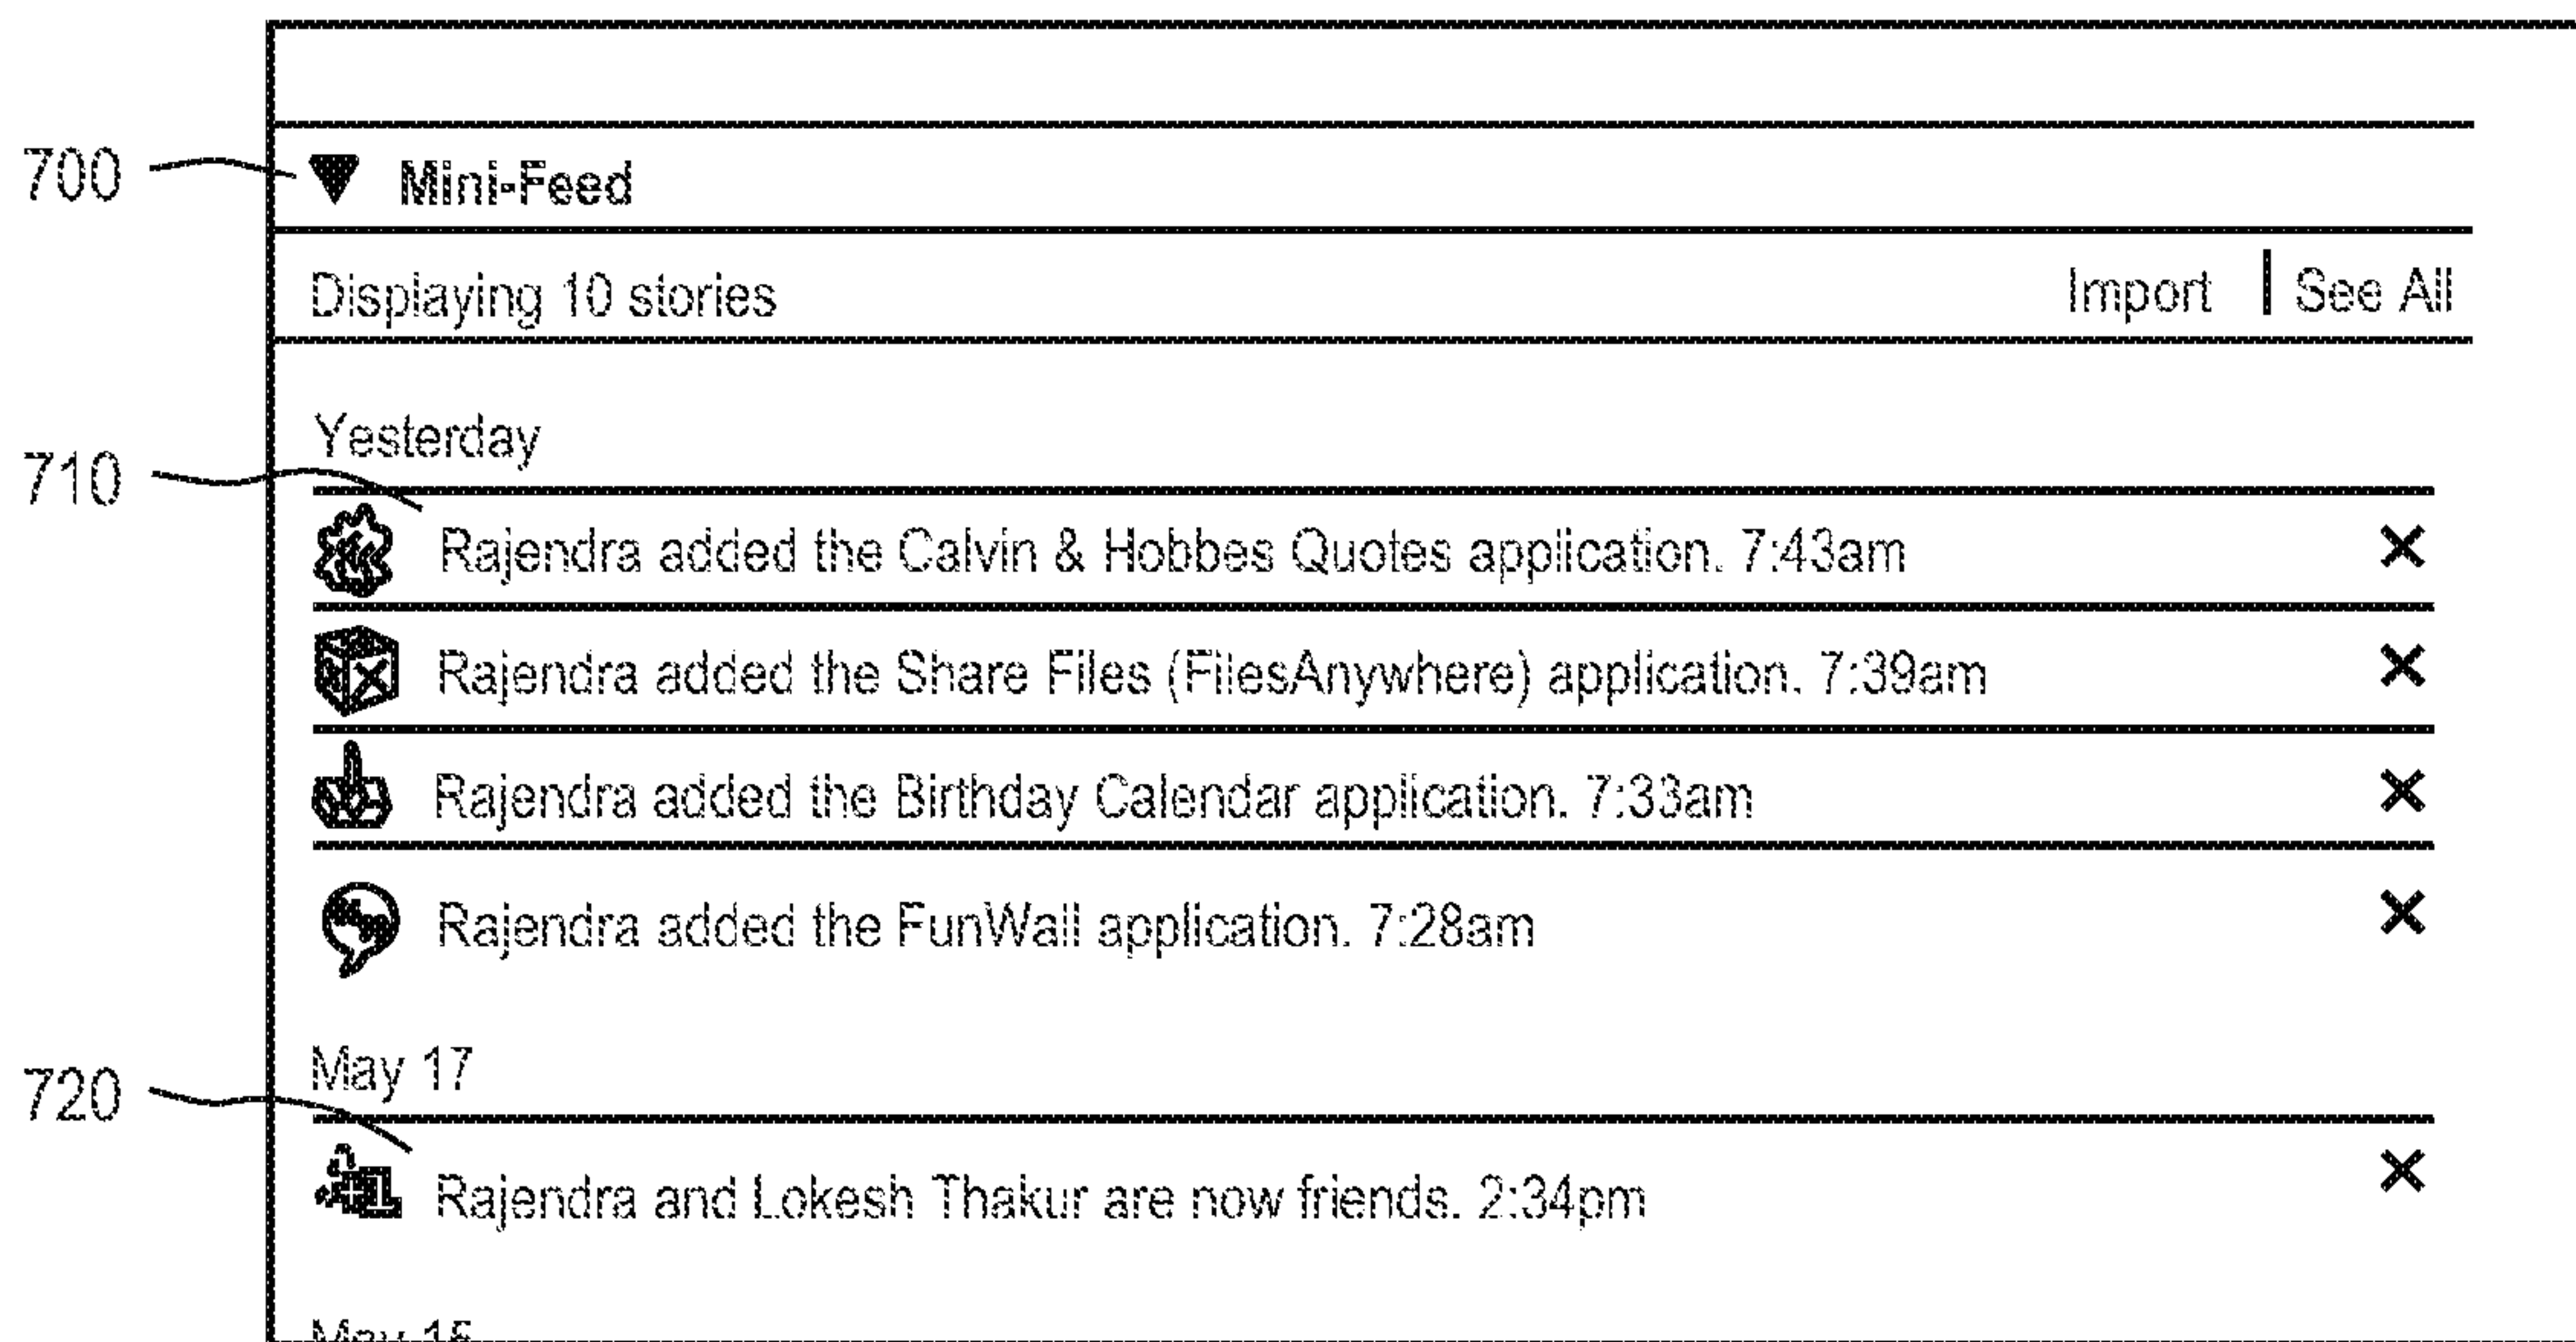 700 Mini-Feed
Displaying 10 stories Import | See All
Yesterday
710
Rajendra added the Calvin & Hobbes Quotes application. 7:43am
Rajendra added the Share Files (FilesAnywhere) application. 7:39am
Rajendra added the Birthday Calendar application. 7:33am
Rajendra added the FunWall application. 7:28am
May 17
720
Rajendra and Lokesh Thakur are now friends. 2:34pm
May